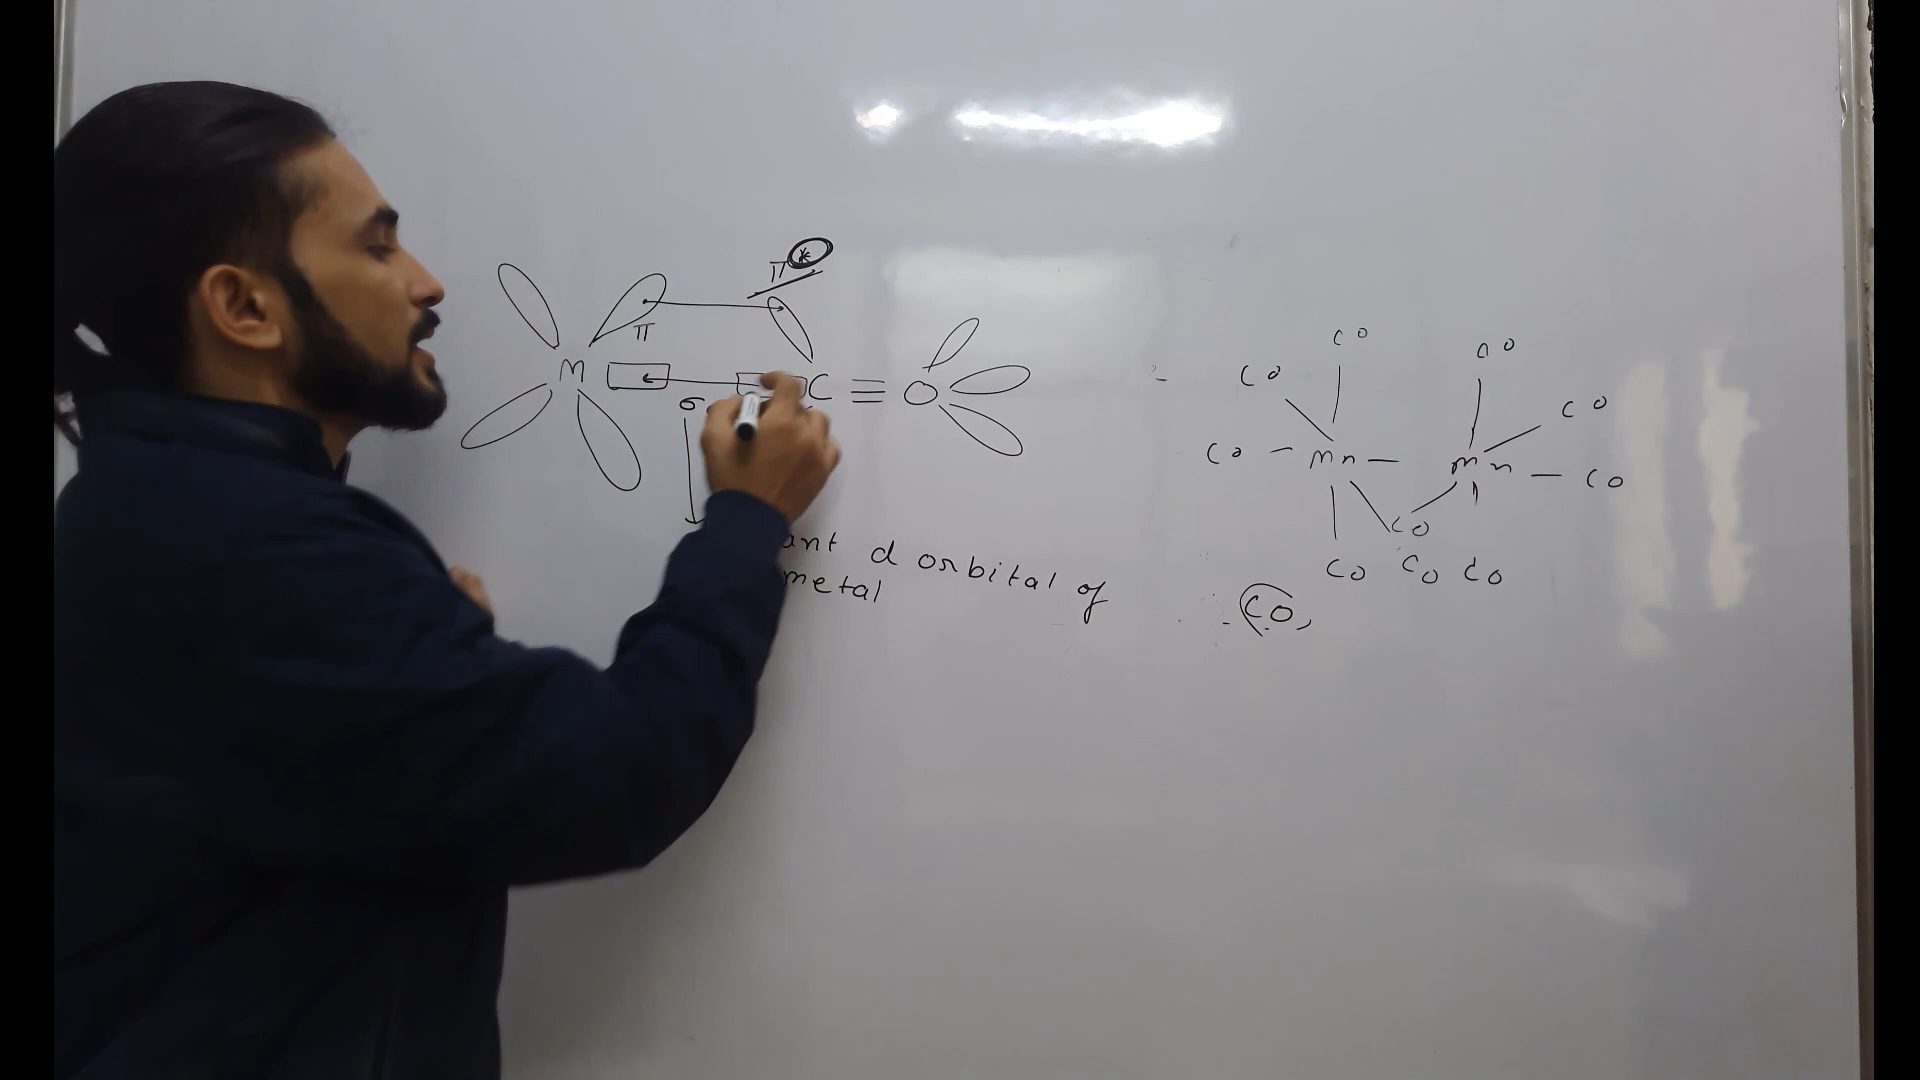 π*
π
M C ≡ O
σ
ant d orbital of
metal
CO CO
CO CO
CO - Mn - Mn - CO
CO
CO CO CO
CO,